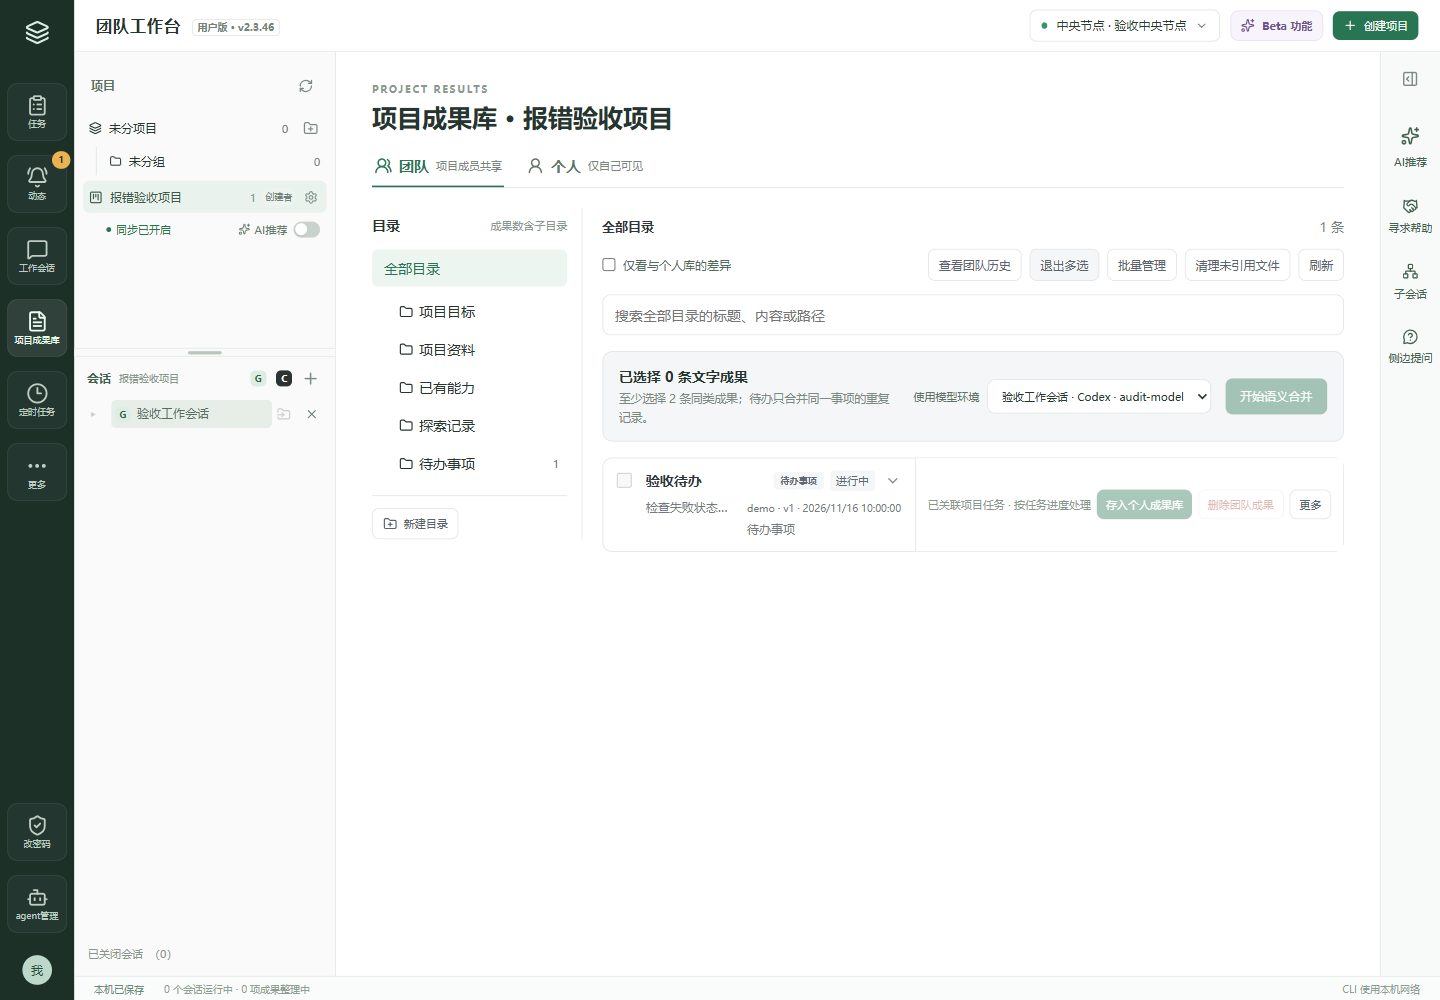 团队工作台 用户版 • v2.3.46
中央节点 · 验收中央节点
Beta 功能
创建项目
任务
1
动态
工作会话
项目成果库
定时任务
更多
改密码
agent管理
我
项目
未分项目 0
未分组 0
报错验收项目 1 创建者
同步已开启 AI推荐
会话 报错验收项目 G C
G 验收工作会话
已关闭会话 (0)
PROJECT RESULTS
项目成果库 • 报错验收项目
团队 项目成员共享
个人 仅自己可见
目录 成果数含子目录
全部目录
项目目标
项目资料
已有能力
探索记录
待办事项 1
新建目录
全部目录 1 条
仅看与个人库的差异
查看团队历史
退出多选
批量管理
清理未引用文件
刷新
搜索全部目录的标题、内容或路径
已选择 0 条文字成果
至少选择 2 条同类成果；待办只合并同一事项的重复
记录。
使用模型环境
验收工作会话 · Codex · audit-model
开始语义合并
验收待办 待办事项 进行中
检查失败状态... demo · v1 · 2026/11/16 10:00:00
待办事项
已关联项目任务 · 按任务进度处理
存入个人成果库
删除团队成果
更多
AI推荐
寻求帮助
子会话
侧边提问
本机已保存 0 个会话运行中 · 0 项成果整理中
CLI 使用本机网络